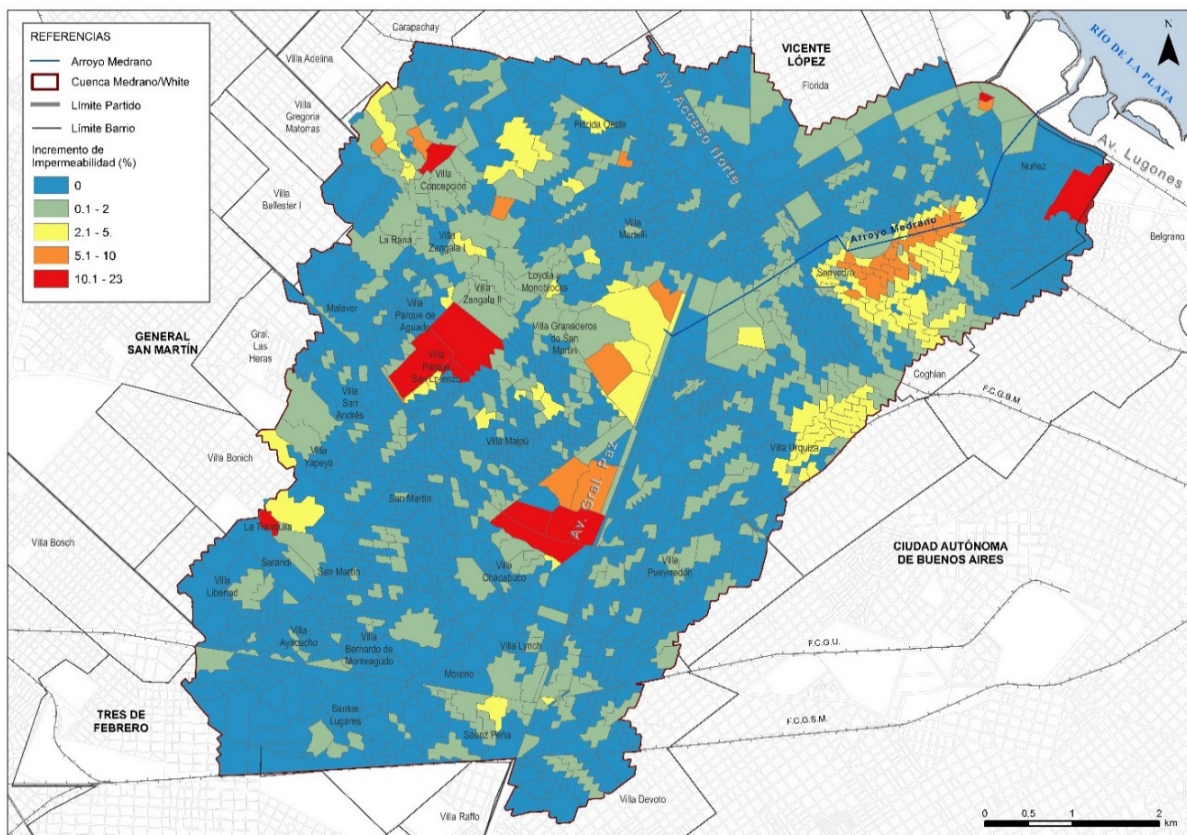 REFERENCIAS
Arroyo Medrano
Cuenca Medrano/White
Límite Partido
Límite Barrio
Incremento de
Impermeabilidad (%)
0
0.1 - 2
2.1 - 5.
5.1 - 10
10.1 - 23
Carapachay
Villa Adelina
VICENTE
LÓPEZ
Florida
N
RÍO DE LA PLATA
Av. Lugones
Villa
Gregoria
Matorras
Florida Oeste
Av. Acceso Norte
Nuñez
Villa
Concepción
Villa
Ballester I
Belgrano
La Rana
Villa
Zangala I
Villa
Martelli
Arroyo Medrano
Saavedra
Loydla
Monoblocks
Villa
Zangala II
Malaver
Villa
Parque de
Aguado
Villa Granaderos
de San
Martín
GENERAL
SAN MARTÍN
Gral.
Las
Heras
Villa
Parque
San Lorenzo
Coghlan
F.C.G.B.M.
Villa
San
Andrés
Villa Maipú
Villa Urquiza
Villa Bonich
Villa
Yapeyú
Av. Gral. Paz
San Martín
La Tranquila
Villa Bosch
CIUDAD AUTÓNOMA
DE BUENOS AIRES
Sarandí
San Martín
Villa
Chacabuco
Villa
Pueyrredón
Villa
Libertad
Villa
Ayacucho
Villa
Bernardo de
Monteagudo
Villa Lynch
F.C.G.U.
Moreno
TRES DE
FEBRERO
Santos
Lugares
Sáenz Peña
F.C.G.S.M.
Villa Raffo
Villa Devoto
0 0.5 1 2
km